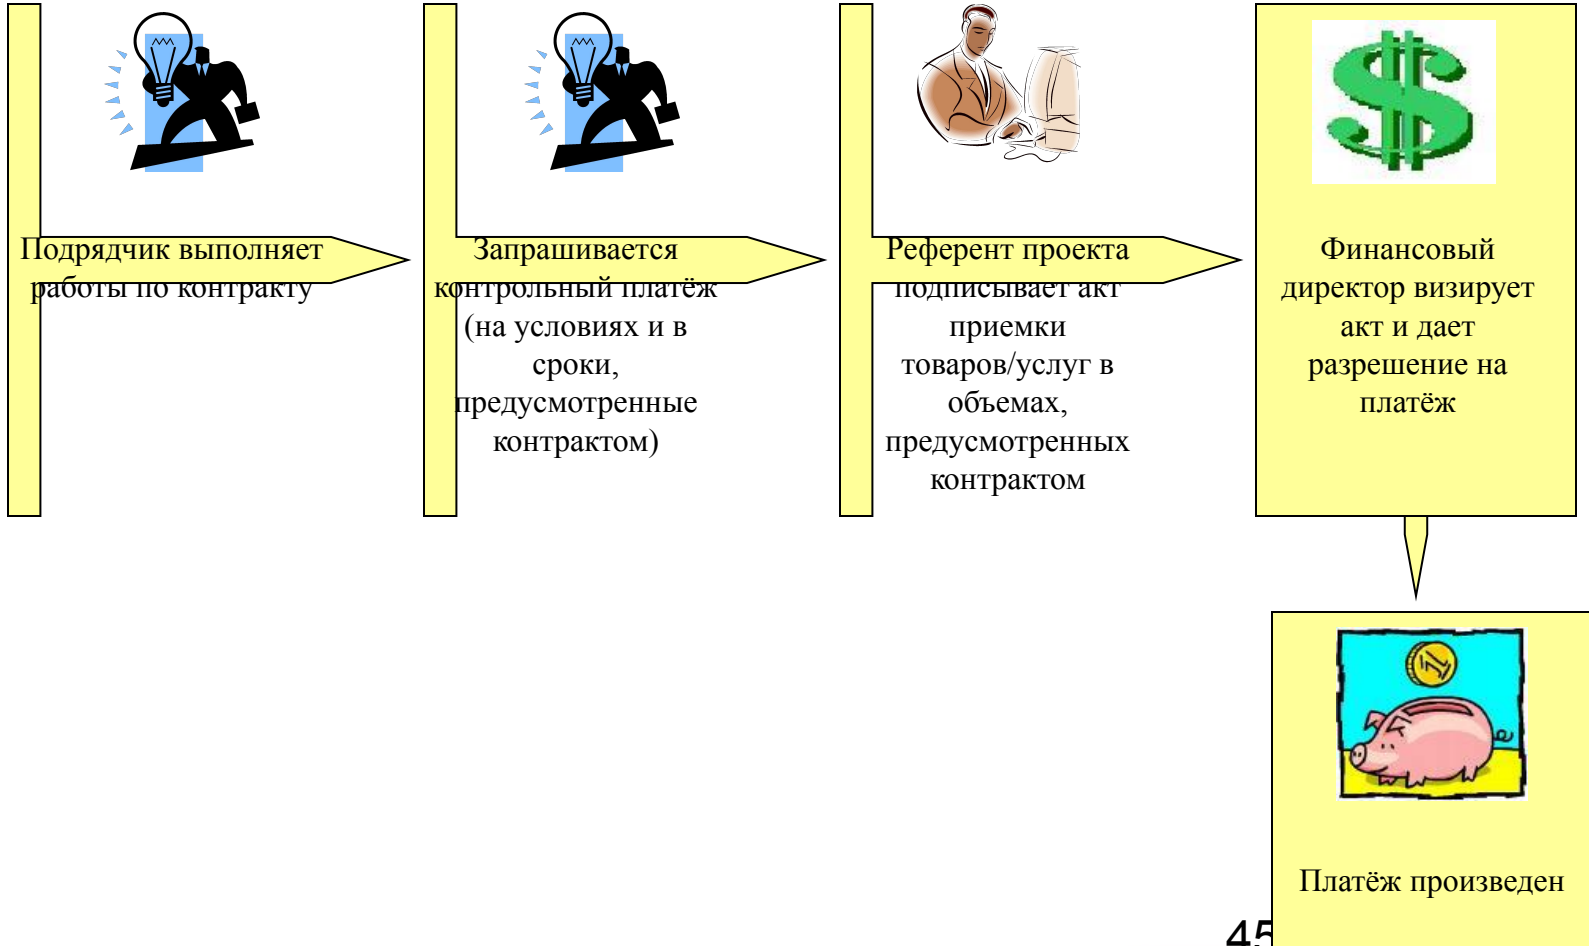 Подрядчик выполняет
работы по контракту
Запрашивается
контрольный платёж
(на условиях и в
сроки,
предусмотренные
контрактом)
Референт проекта
подписывает акт
приемки
товаров/услуг в
объемах,
предусмотренных
контрактом
Финансовый
директор визирует
акт и дает
разрешение на
платёж
Платёж произведен
45